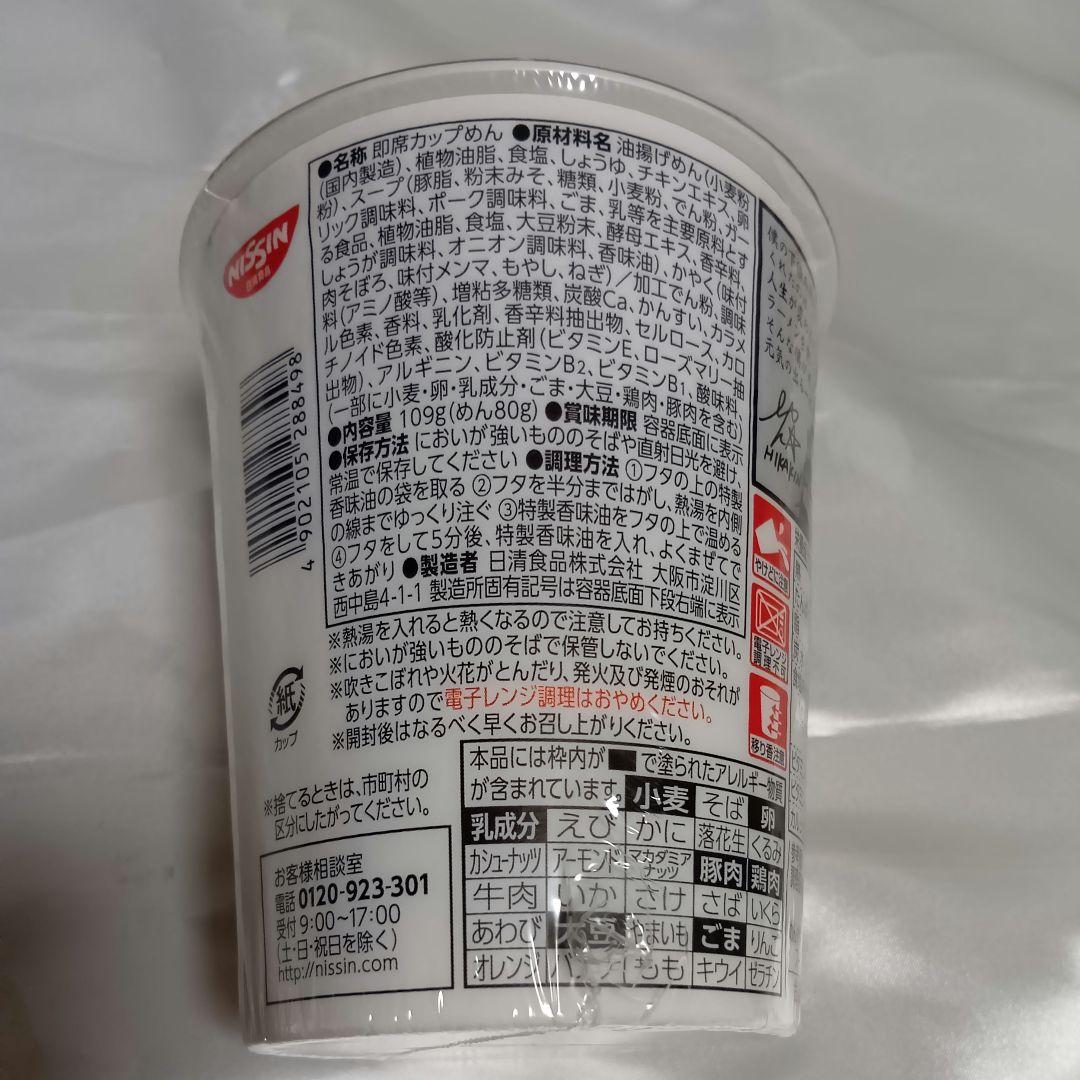 ●名称 即席カップめん ●原材料名 油揚げめん(小麦粉
(国内製造)、植物油脂、食塩、しょうゆ、チキンエキス、卵
粉)、スープ(豚脂、粉末みそ、糖類、小麦粉、でん粉、ガー
リック調味料、ポーク調味料、ごま、乳等を主要原料とす
る食品、植物油脂、食塩、大豆粉末、酵母エキス、香辛料、
しょうが調味料、オニオン調味料、香味油)、かやく(味付
肉そぼろ、味付メンマ、もやし、ねぎ)/加工でん粉、調味
料(アミノ酸等)、増粘多糖類、炭酸Ca、かんすい、カラメ
ル色素、香料、乳化剤、香辛料抽出物、セルロース、カロ
チノイド色素、酸化防止剤(ビタミンE、ローズマリー抽
出物)、アルギニン、ビタミンB2、ビタミンB1、酸味料、
(一部に小麦・卵・乳成分・ごま・大豆・鶏肉・豚肉を含む)
●内容量 109g(めん80g) ●賞味期限 容器底面に表示
●保存方法 においが強いもののそばや直射日光を避け、
常温で保存してください ●調理方法 ①フタの上の特製
香味油の袋を取る ②フタを半分まではがし、熱湯を内側
の線までゆっくり注ぐ ③特製香味油をフタの上で温める
④フタをして5分後、特製香味油を入れ、よくまぜてで
きあがり ●製造者 日清食品株式会社 大阪市淀川区
西中島4-1-1 製造所固有記号は容器底面下段右端に表示
※熱湯を入れると熱くなるので注意してお持ちください。
※においが強いもののそばで保管しないでください。
※吹きこぼれや火花がとんだり、発火及び発煙のおそれが
ありますので電子レンジ調理はおやめください。
※開封後はなるべく早くお召し上がりください。
NISSIN
日清食品
4 902105 288498
紙
カップ
※捨てるときは、市町村の
区分にしたがってください。
お客様相談室
電話 0120-923-301
受付 9:00~17:00
(土・日・祝日を除く)
http://nissin.com
本品には枠内が■で塗られたアレルギー物質
が含まれています。 小麦 そば 卵
乳成分 えび かに 落花生 くるみ
カシューナッツ アーモンド マカダミアナッツ 豚肉 鶏肉
牛肉 いか さけ さば いくら
あわび 大豆 やまいも ごま りんご
オレンジ バナナ もも キウイ ゼラチン
やけどに注意
電子レンジ
調理不可
移り香注意
HIKAKIN